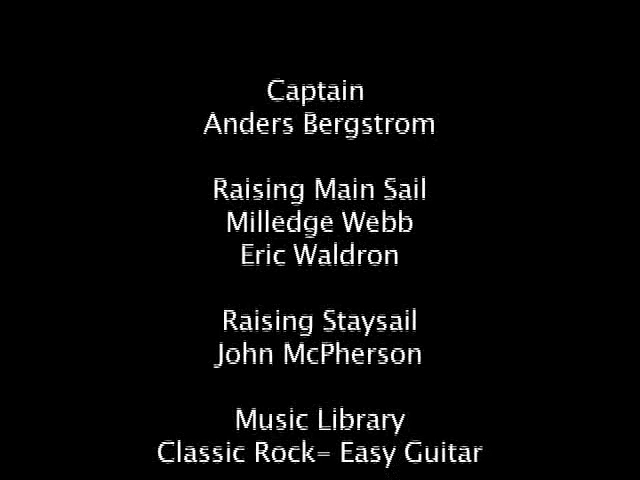 Captain
Anders Bergstrom
Raising Main Sail
Milledge Webb
Eric Waldron
Raising Staysail
John McPherson
Music Library
Classic Rock- Easy Guitar